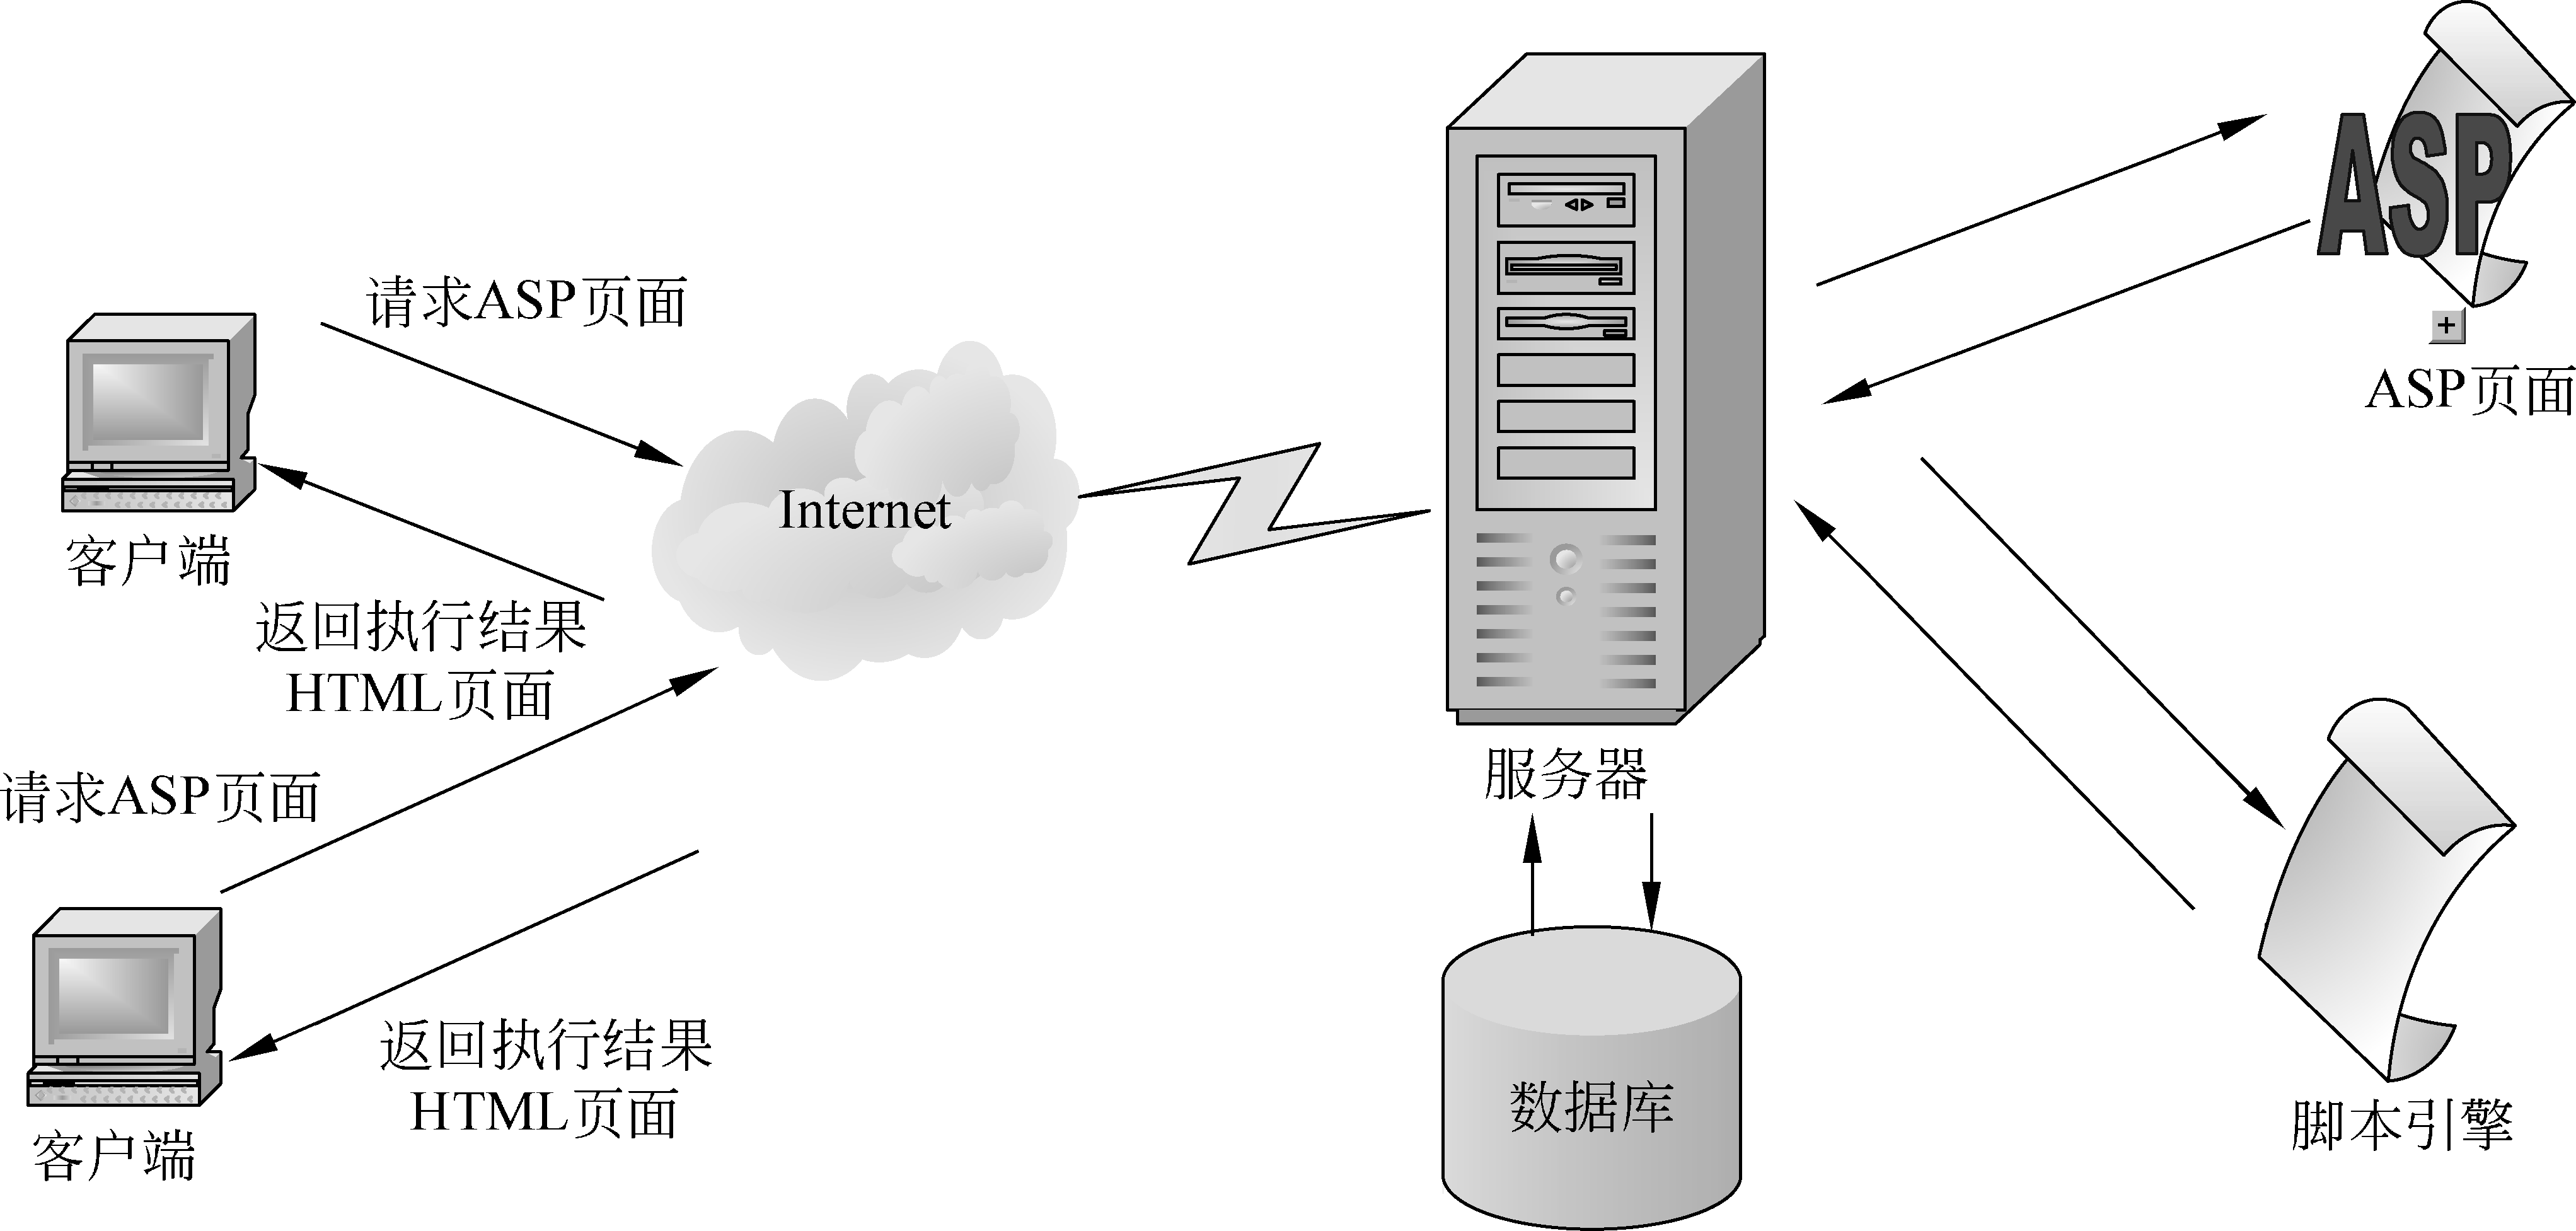 ASP
请求ASP页面
ASP页面
Internet
客户端
返回执行结果
HTML页面
服务器
请求ASP页面
返回执行结果
HTML页面
数据库
脚本引擎
客户端